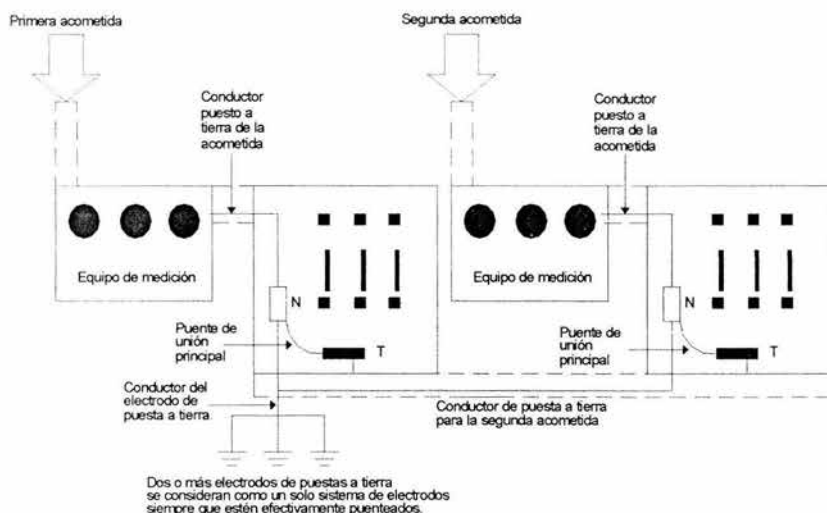 Primera acometida
Segunda acometida
Conductor
puesto a
tierra de la
acometida
Conductor
puesto a
tierra de la
acometida
Equipo de medición
Equipo de medición
N
N
Puente de
unión
principal
T
Puente de
unión
principal
T
Conductor del
electrodo de
puesta a tierra
Conductor de puesta a tierra
para la segunda acometida
Dos o más electrodos de puestas a tierra
se consideran como un solo sistema de electrodos
siempre que estén efectivamente puenteados.